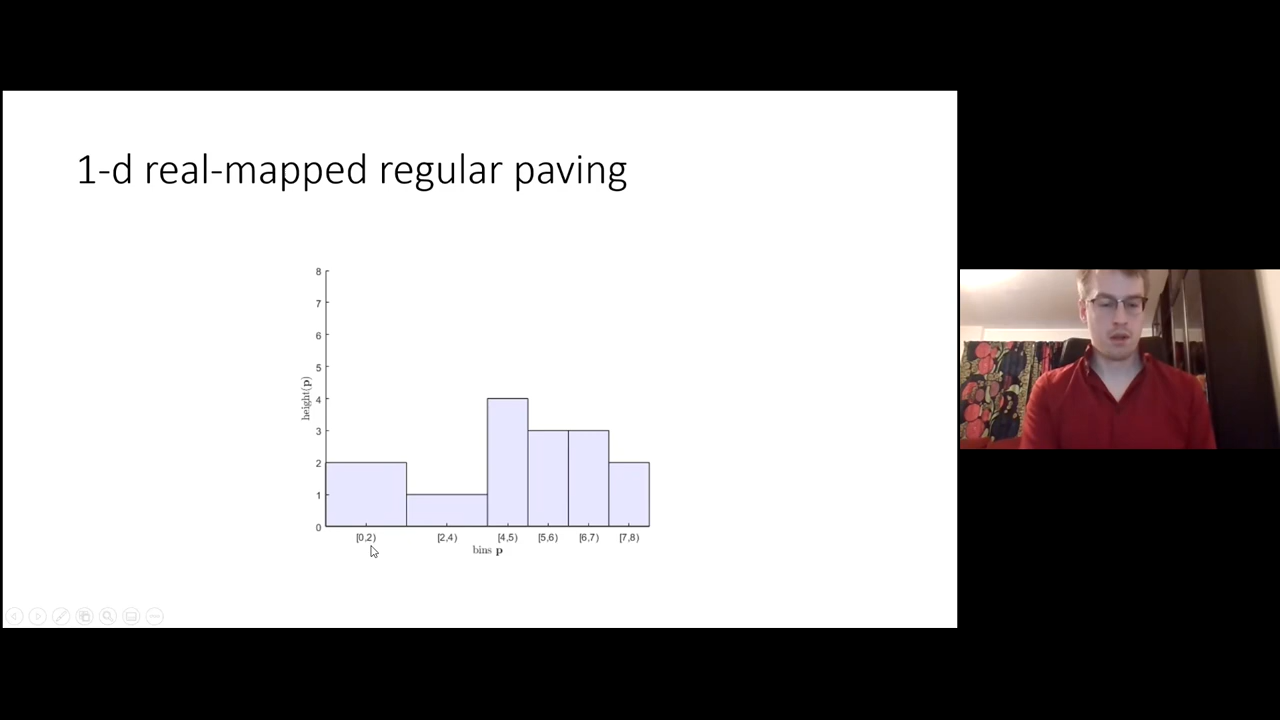 1-d real-mapped regular paving
8
7
6
5
4
3
2
1
0
height(p)
[0,2) [2,4) [4,5) [5,6) [6,7) [7,8)
bins p